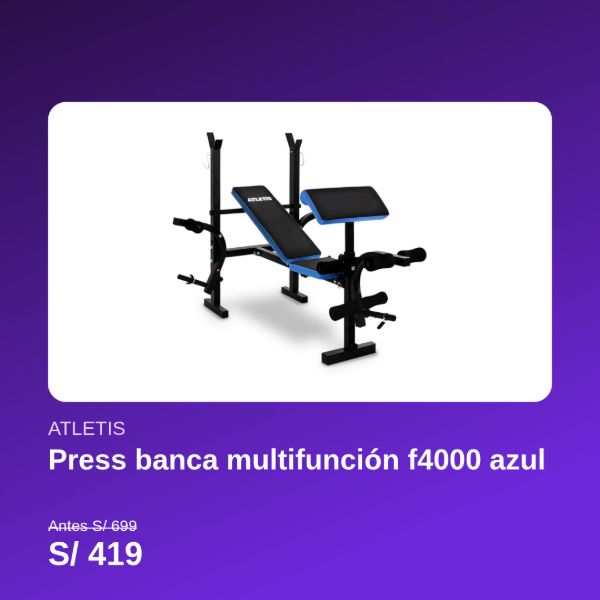 ATLETIS
ATLETIS
Press banca multifunción f4000 azul
Antes S/ 699
S/ 419